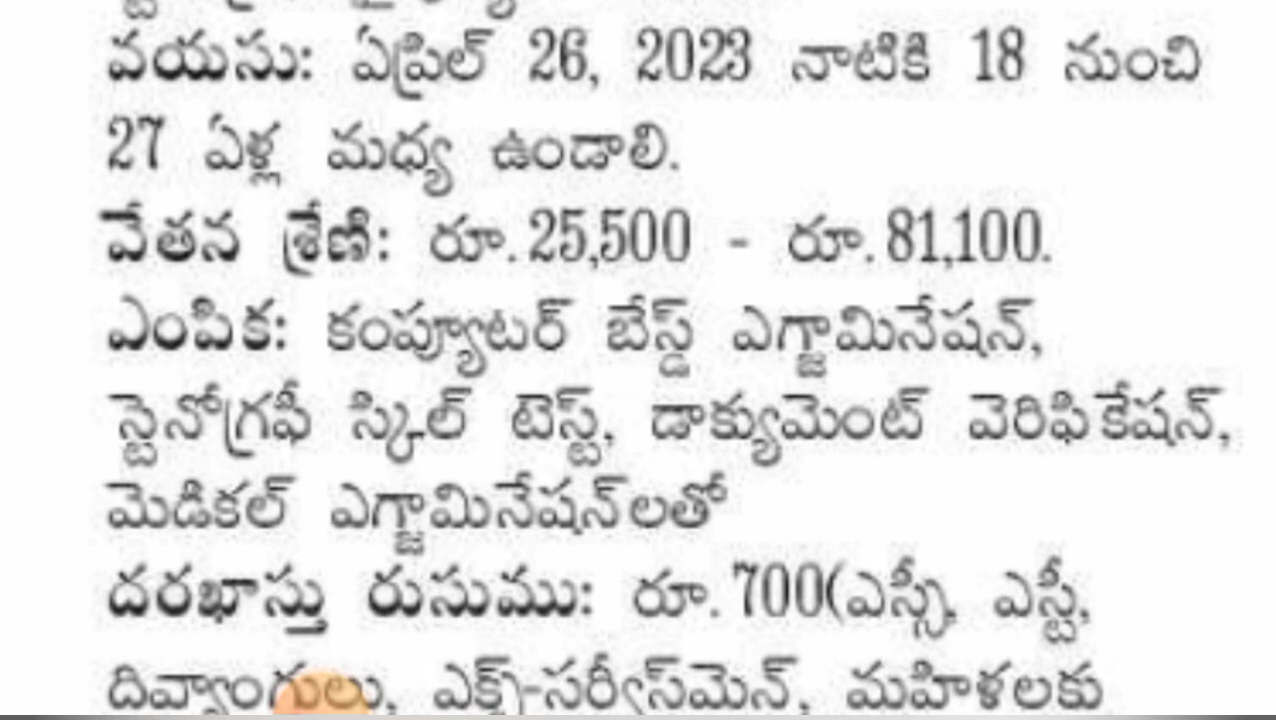 వయసు: ఏప్రిల్ 26, 2023 నాటికి 18 నుంచి
27 ఏళ్ల మధ్య ఉండాలి.
వేతన శ్రేణి: రూ.25,500 - రూ.81,100.
ఎంపిక: కంప్యూటర్ బేస్డ్ ఎగ్జామినేషన్,
స్టెనోగ్రఫీ స్కిల్ టెస్ట్, డాక్యుమెంట్ వెరిఫికేషన్,
మెడికల్ ఎగ్జామినేషన్‌లతో
దరఖాస్తు రుసుము: రూ.700(ఎస్సీ, ఎస్టీ,
దివ్యాంగులు, ఎక్స్-సర్వీస్‌మెన్, మహిళలకు